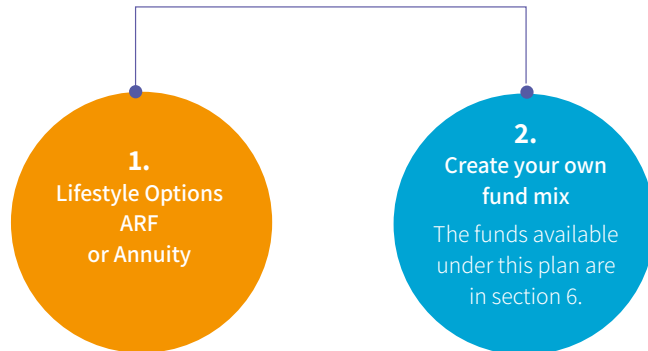 1.
Lifestyle Options
ARF
or Annuity
2.
Create your own
fund mix
The funds available
under this plan are
in section 6.